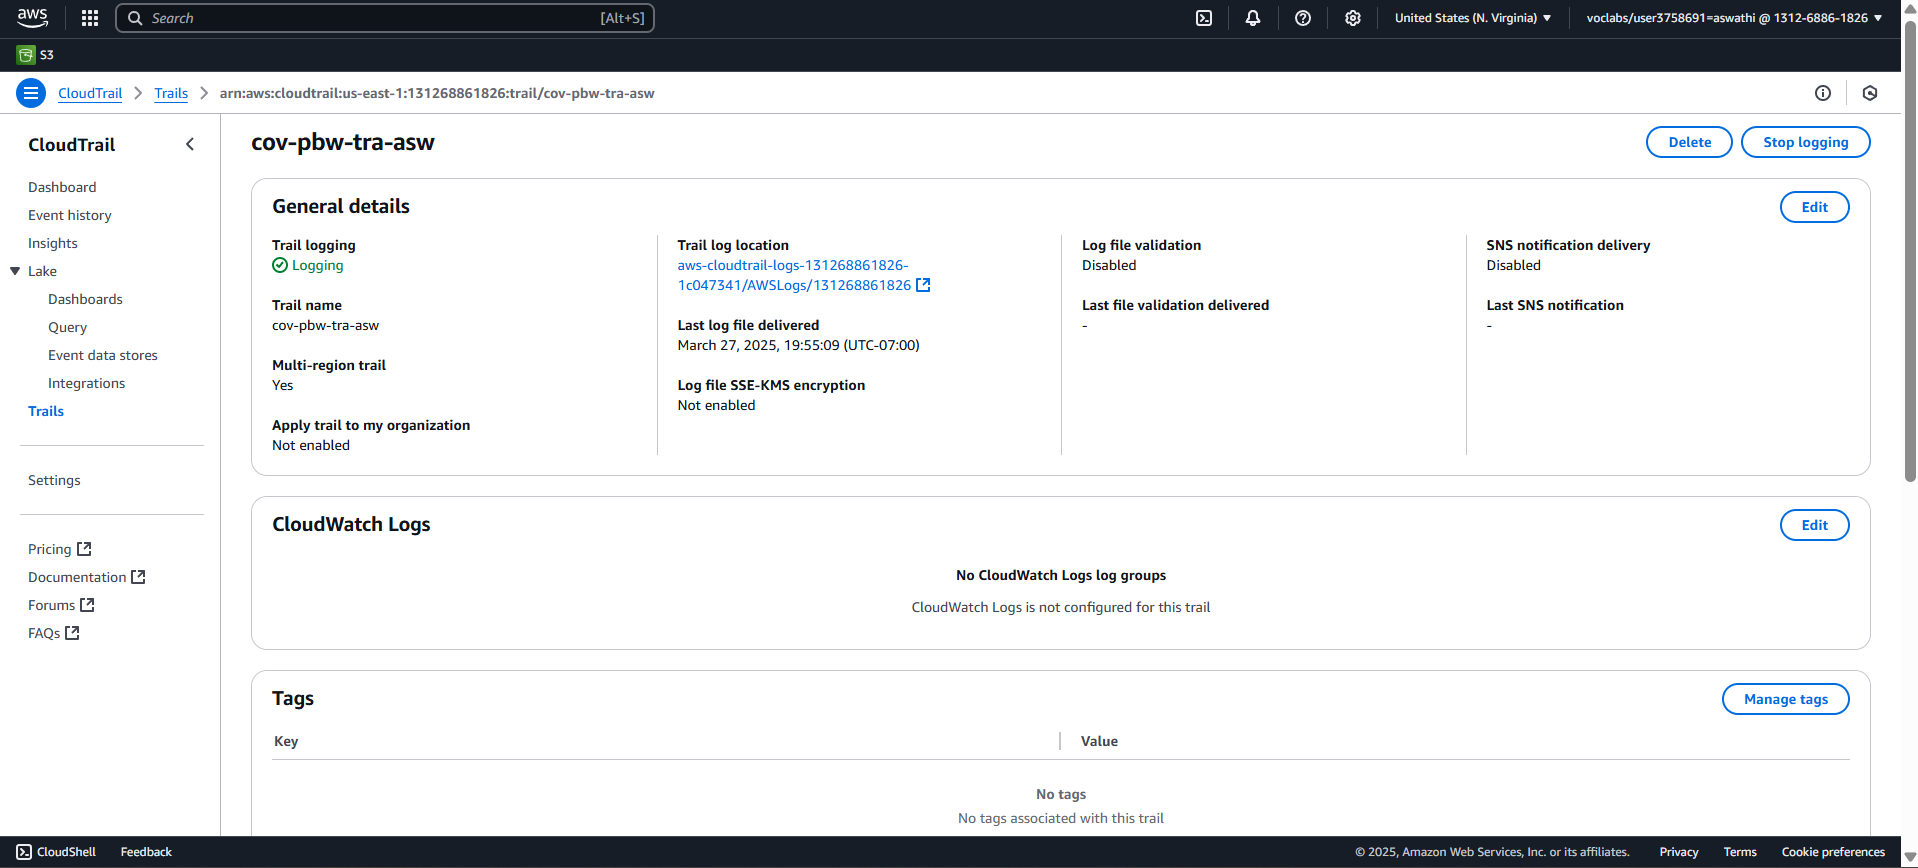 aws
Search [Alt+S]
United States (N. Virginia)
voclabs/user3758691=aswathi @ 1312-6886-1826
S3
CloudTrail
Trails
arn:aws:cloudtrail:us-east-1:131268861826:trail/cov-pbw-tra-asw
CloudTrail
Dashboard
Event history
Insights
Lake
Dashboards
Query
Event data stores
Integrations
Trails
Settings
Pricing
Documentation
Forums
FAQs
cov-pbw-tra-asw
Delete
Stop logging
General details
Edit
Trail logging
Logging
Trail name
cov-pbw-tra-asw
Multi-region trail
Yes
Apply trail to my organization
Not enabled
Trail log location
aws-cloudtrail-logs-131268861826-
1c047341/AWSLogs/131268861826
Last log file delivered
March 27, 2025, 19:55:09 (UTC-07:00)
Log file SSE-KMS encryption
Not enabled
Log file validation
Disabled
Last file validation delivered
-
SNS notification delivery
Disabled
Last SNS notification
-
CloudWatch Logs
Edit
No CloudWatch Logs log groups
CloudWatch Logs is not configured for this trail
Tags
Manage tags
Key
Value
No tags
No tags associated with this trail
CloudShell
Feedback
© 2025, Amazon Web Services, Inc. or its affiliates.
Privacy
Terms
Cookie preferences